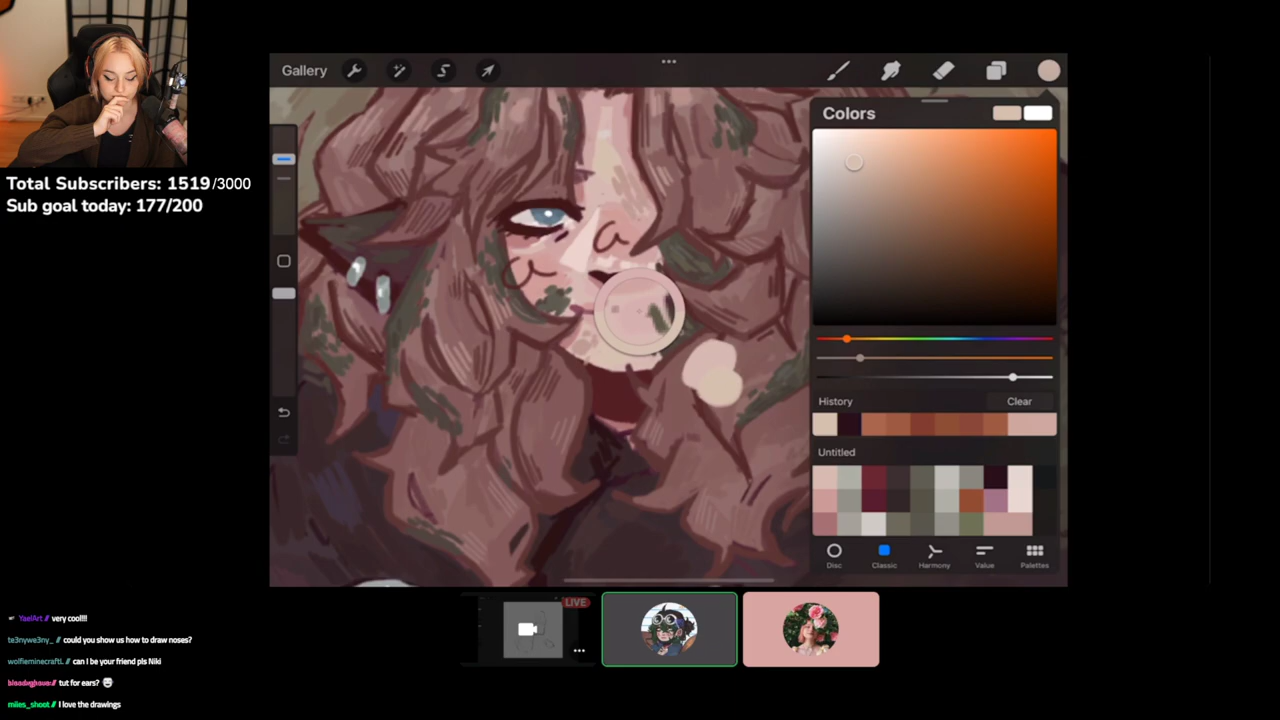 Gallery
Colors
Total Subscribers: 1519/3000
Sub goal today: 177/200
History
Clear
Untitled
Disc
Classic
Harmony
Value
Palettes
LIVE
YaelArt // very cool!!!
te3nywe3ny_ // could you show us how to draw noses?
wolfieminecraftL // can I be your friend pls Niki
// tut for ears?
miles_shoot // I love the drawings